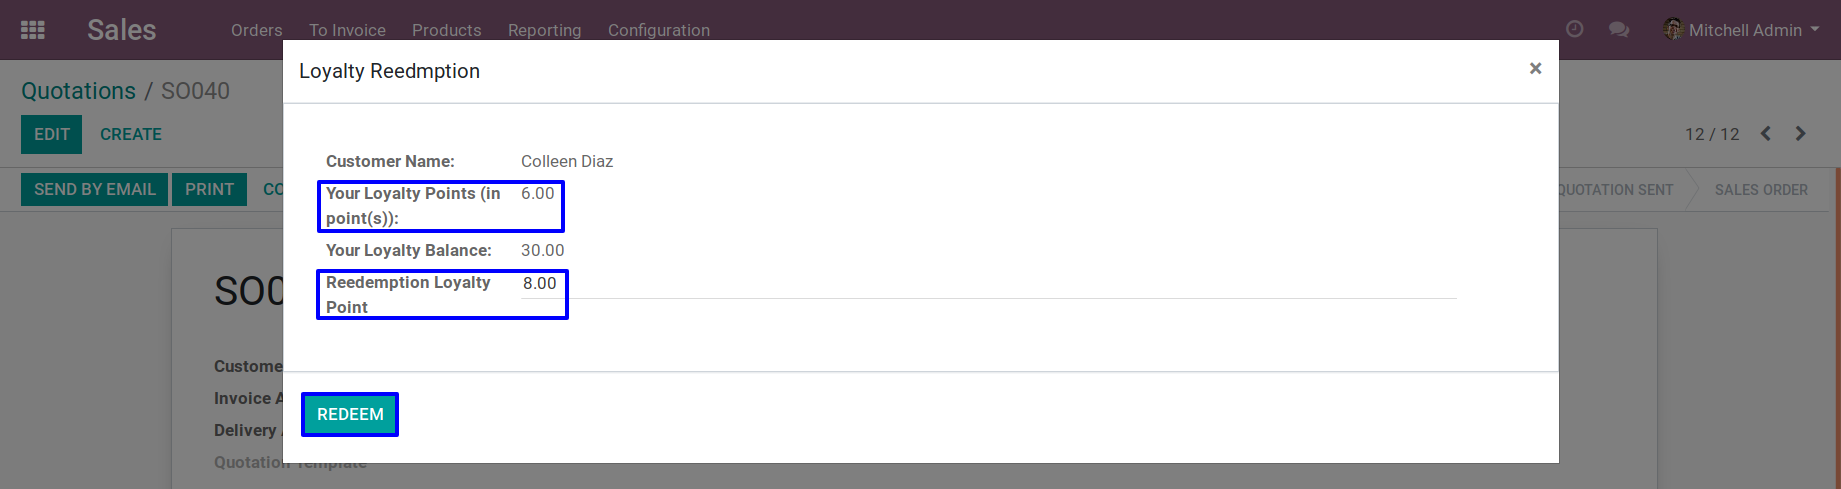 Sales Orders To Invoice Products Reporting Configuration Mitchell Admin
Loyalty Reedmption ×
Quotations / SO040
EDIT CREATE 12 / 12
Customer Name: Colleen Diaz
SEND BY EMAIL PRINT CO QUOTATION SENT SALES ORDER
Your Loyalty Points (in 6.00
point(s)):
Your Loyalty Balance: 30.00
Reedemption Loyalty 8.00
Point
SO0
Custome
Invoice A
Delivery
REDEEM
Quotation Template